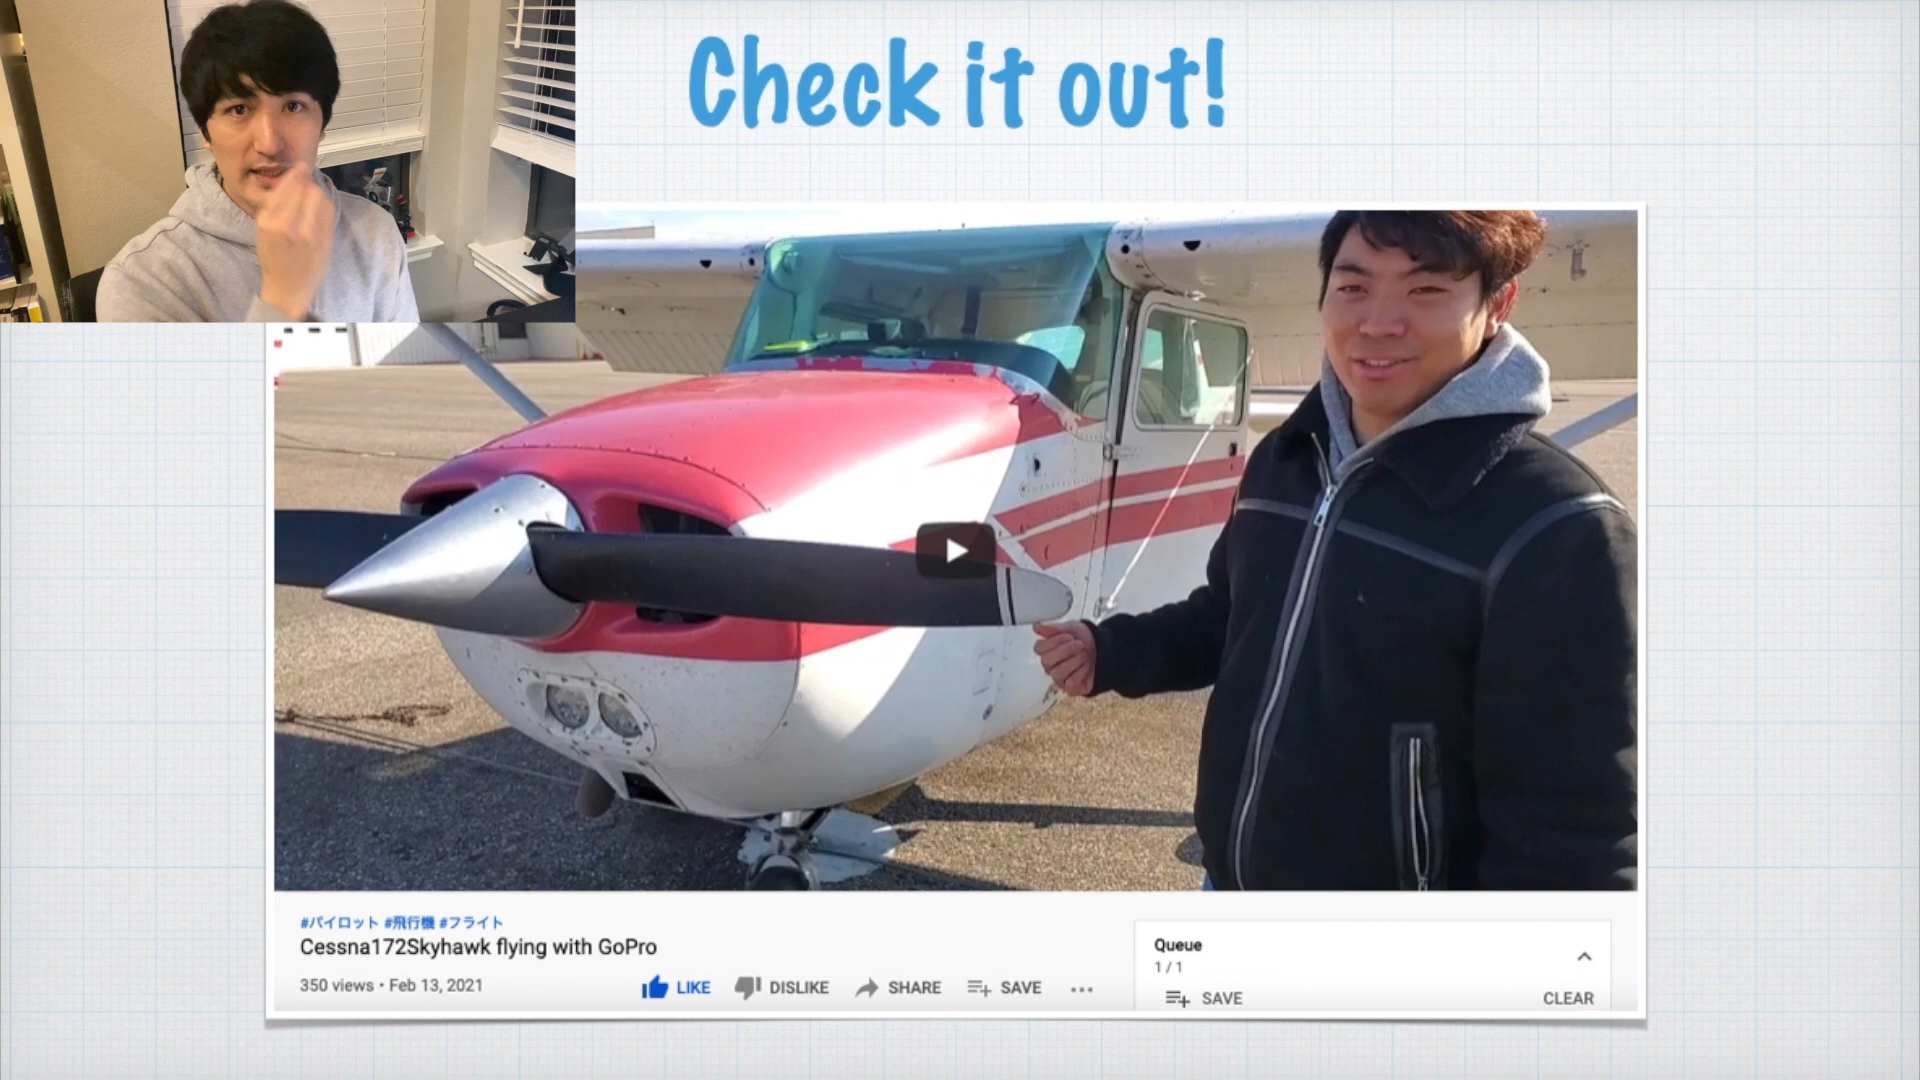 Check it out!
#パイロット #飛行機 #フライト
Cessna172Skyhawk flying with GoPro
350 views • Feb 13, 2021
LIKE
DISLIKE
SHARE
SAVE
Queue
1 / 1
SAVE
CLEAR